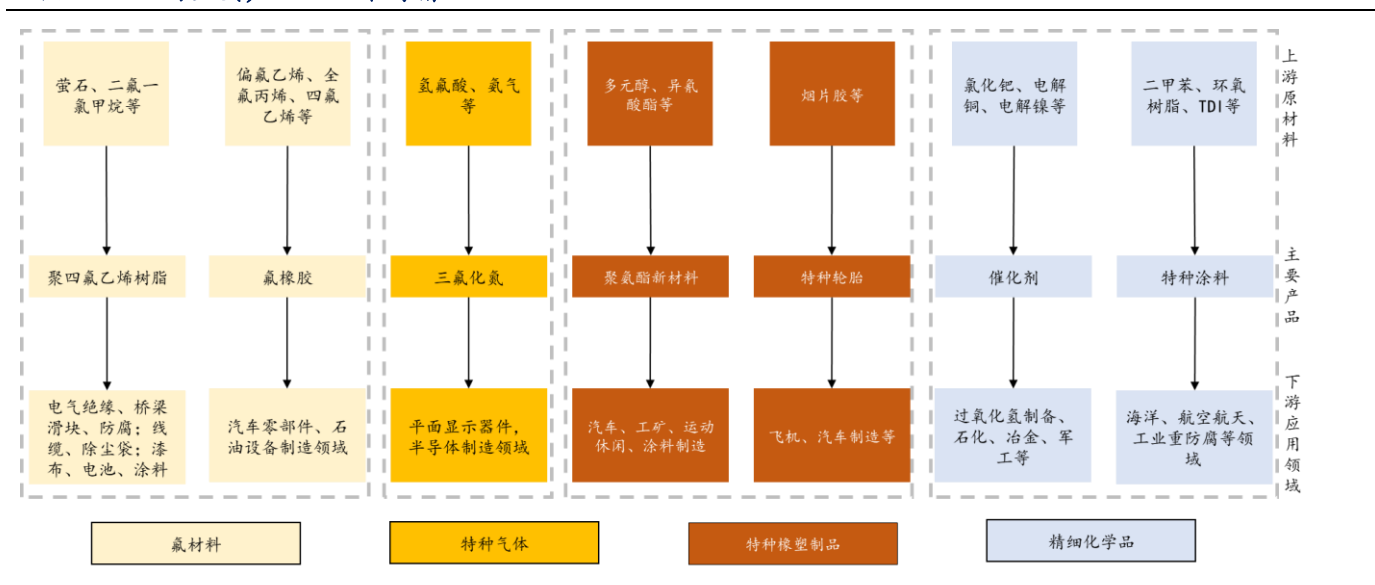 萤石、二氟一
氯甲烷等
偏氟乙烯、全
氟丙烯、四氟
乙烯等
氢氟酸、氨气
等
多元醇、异氰
酸酯等
烟片胶等
氯化钯、电解
铜、电解镍等
二甲苯、环氧
树脂、TDI等
上游原材料
聚四氟乙烯树脂
氟橡胶
三氟化氮
聚氨酯新材料
特种轮胎
催化剂
特种涂料
主要产品
电气绝缘、桥梁
滑块、防腐；线
缆、除尘袋；漆
布、电池、涂料
汽车零部件、石
油设备制造领域
平面显示器件，
半导体制造领域
汽车、工矿、运动
休闲、涂料制造
飞机、汽车制造等
过氧化氢制备、
石化、冶金、军
工等
海洋、航空航天、
工业重防腐等领
域
下游应用领域
氟材料
特种气体
特种橡塑制品
精细化学品